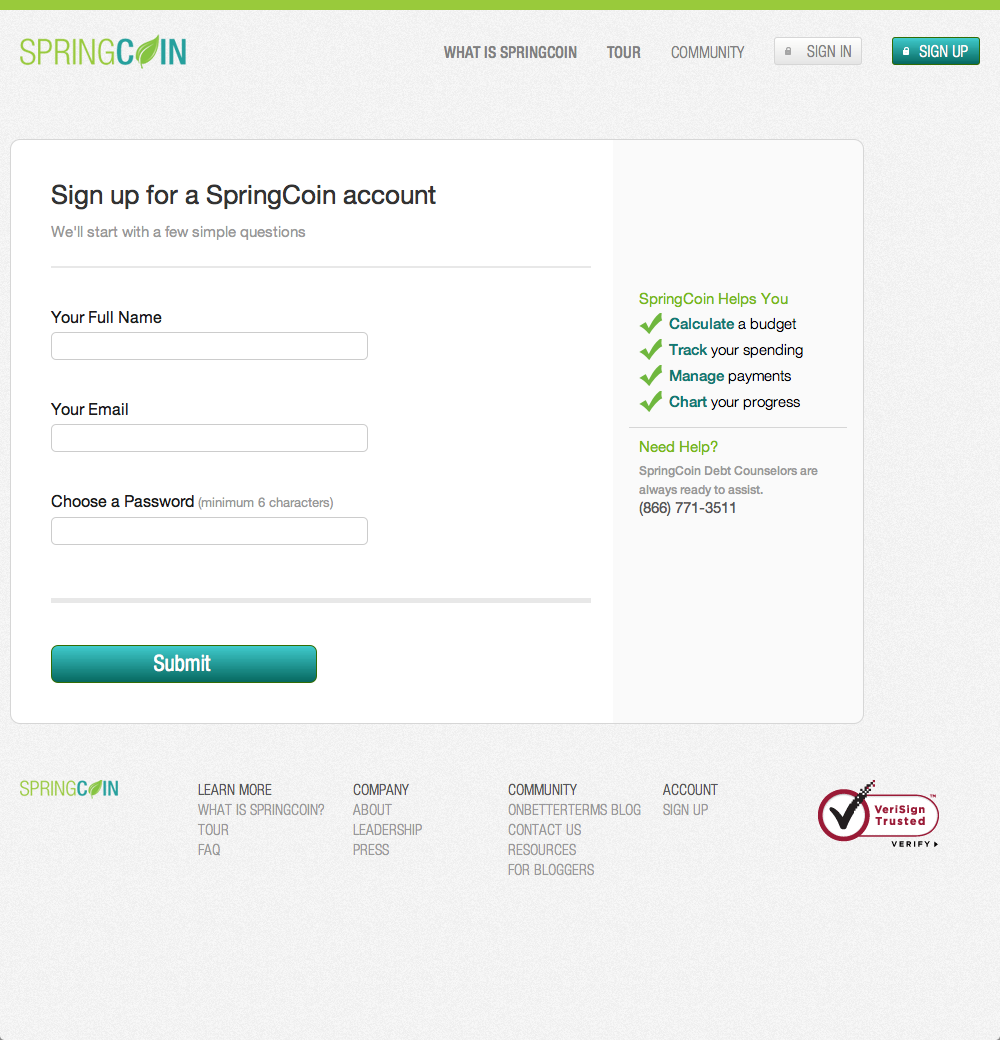 SPRINGCOIN
WHAT IS SPRINGCOIN
TOUR
COMMUNITY
SIGN IN
SIGN UP
Sign up for a SpringCoin account
We'll start with a few simple questions
Your Full Name
Your Email
Choose a Password (minimum 6 characters)
Submit
SpringCoin Helps You
Calculate a budget
Track your spending
Manage payments
Chart your progress
Need Help?
SpringCoin Debt Counselors are
always ready to assist.
(866) 771-3511
SPRINGCOIN
LEARN MORE
WHAT IS SPRINGCOIN?
TOUR
FAQ
COMPANY
ABOUT
LEADERSHIP
PRESS
COMMUNITY
ONBETTERTERMS BLOG
CONTACT US
RESOURCES
FOR BLOGGERS
ACCOUNT
SIGN UP
VeriSign™
Trusted
VERIFY